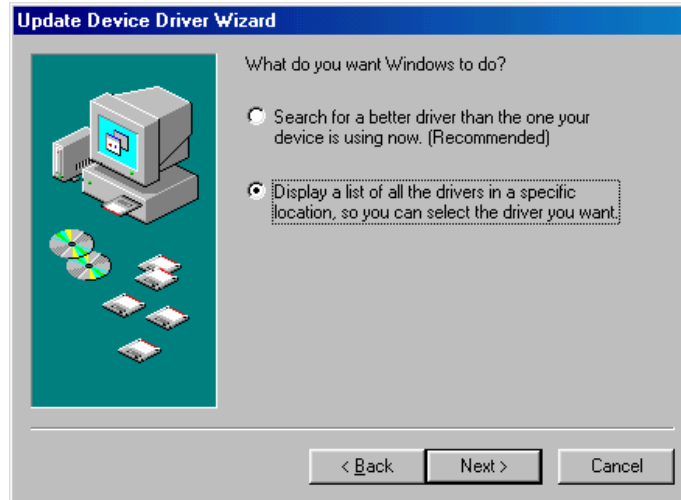 Update Device Driver Wizard
What do you want Windows to do?
Search for a better driver than the one your
device is using now. (Recommended)
Display a list of all the drivers in a specific
location, so you can select the driver you want.
< Back
Next >
Cancel